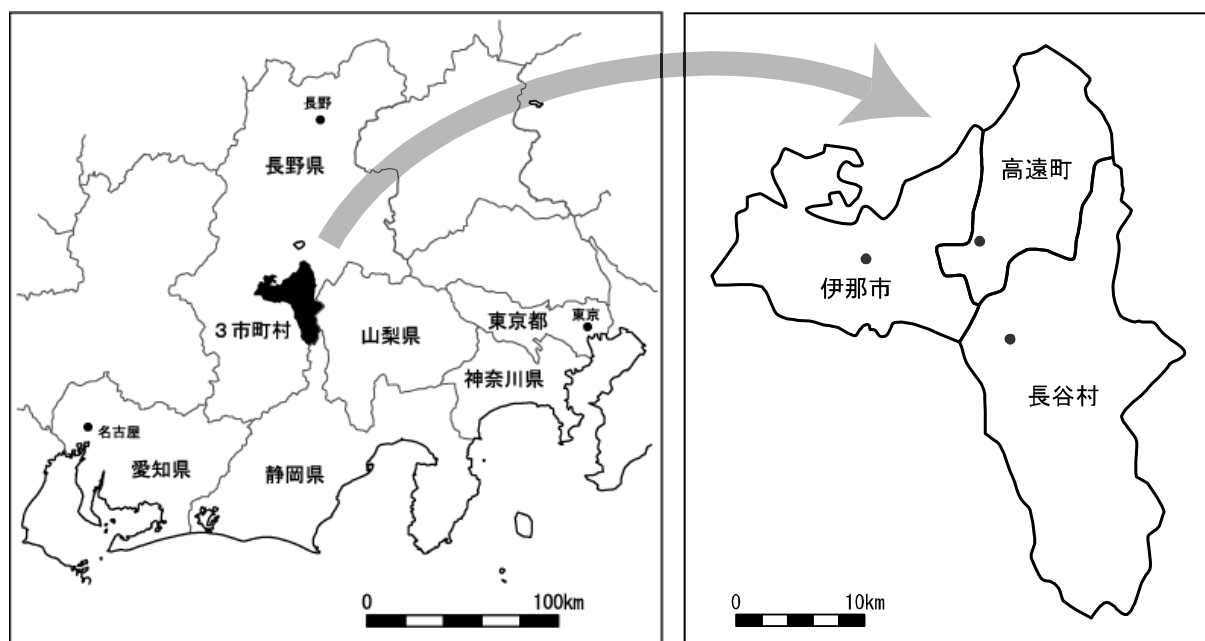 長野
長野県
3市町村
山梨県
東京都
東京
神奈川県
名古屋
愛知県
静岡県
0 100km
高遠町
伊那市
長谷村
0 10km